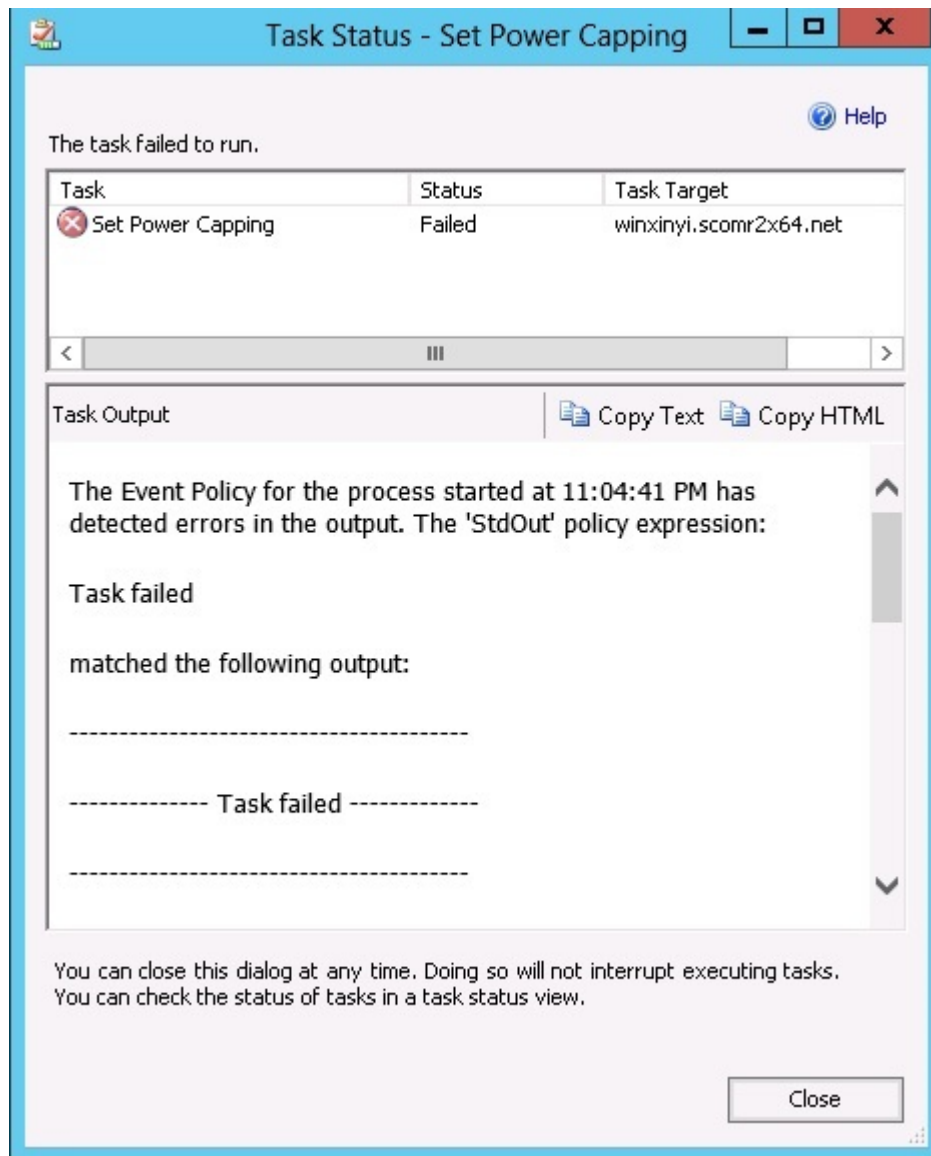 Task Status - Set Power Capping
Help
The task failed to run.
Task Status Task Target
Set Power Capping Failed winxinyi.scomr2x64.net
Task Output Copy Text Copy HTML
The Event Policy for the process started at 11:04:41 PM has
detected errors in the output. The 'StdOut' policy expression:
Task failed
matched the following output:
----------------------------------------
-------------- Task failed -------------
----------------------------------------
You can close this dialog at any time. Doing so will not interrupt executing tasks.
You can check the status of tasks in a task status view.
Close